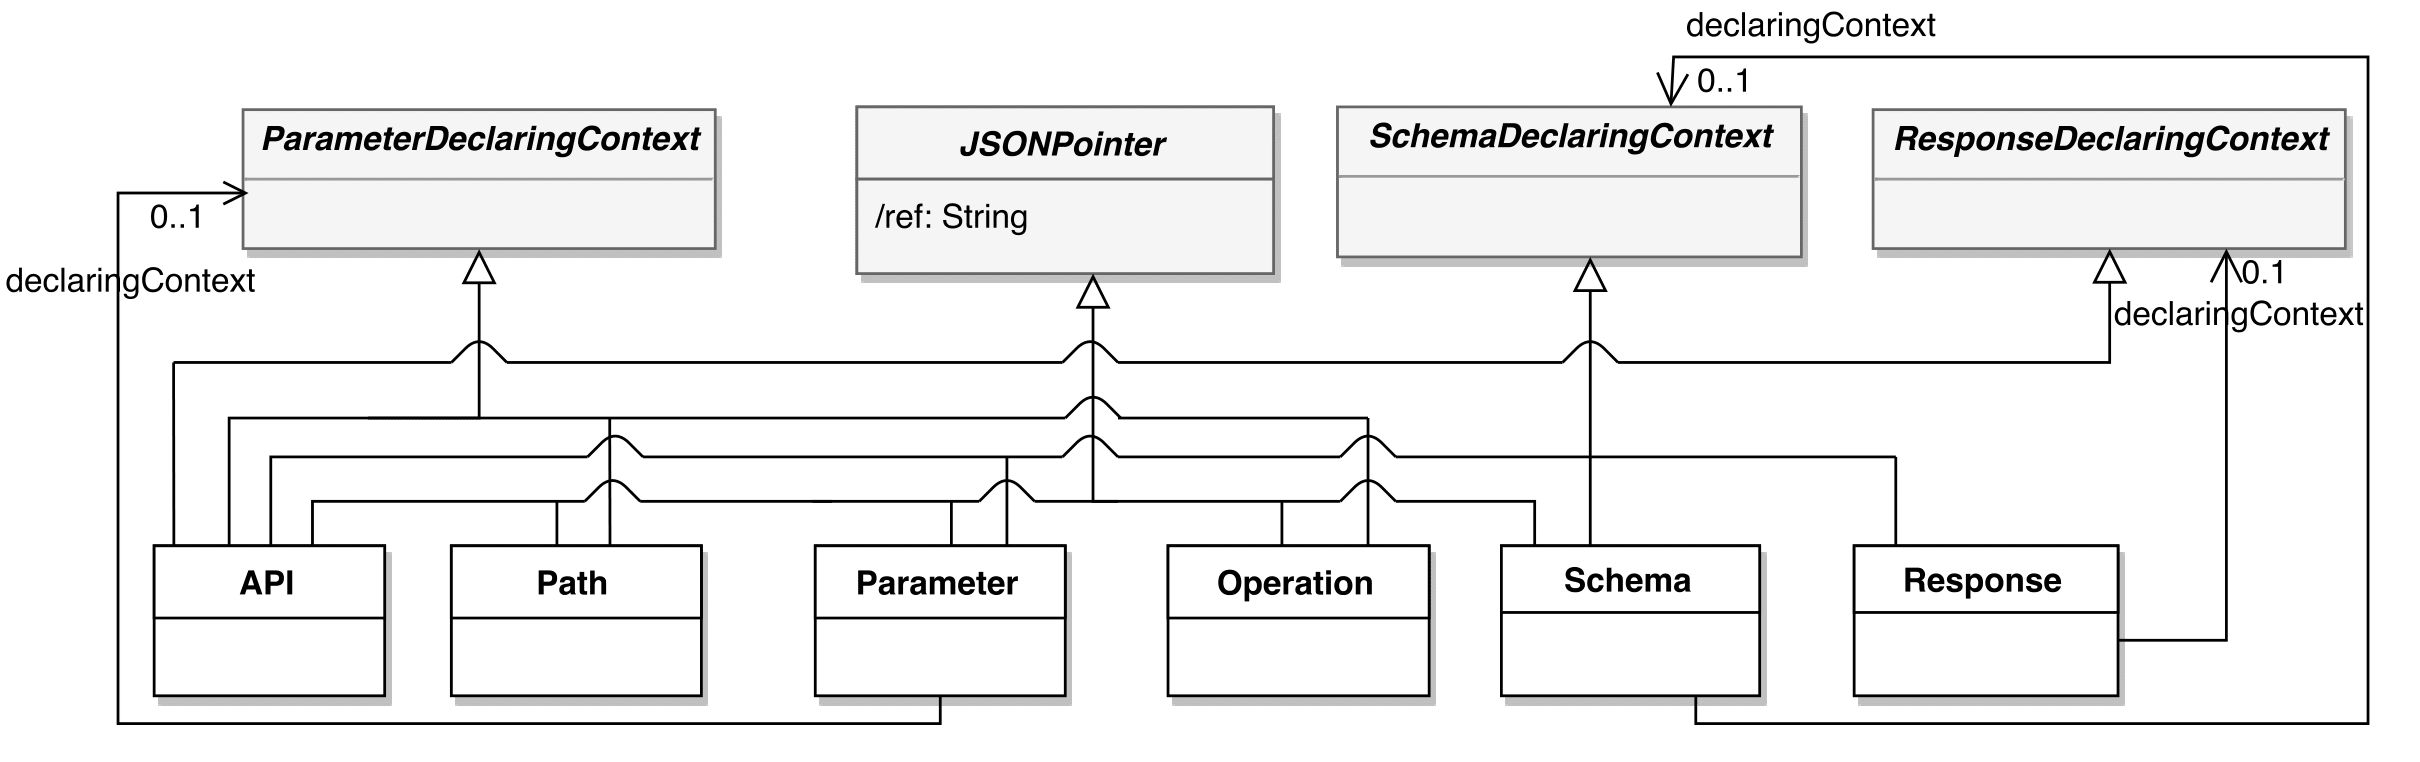 declaringContext
0..1
ParameterDeclaringContext
JSONPointer
SchemaDeclaringContext
ResponseDeclaringContext
0..1
/ref: String
declaringContext
0.1
declaringContext
API
Path
Parameter
Operation
Schema
Response